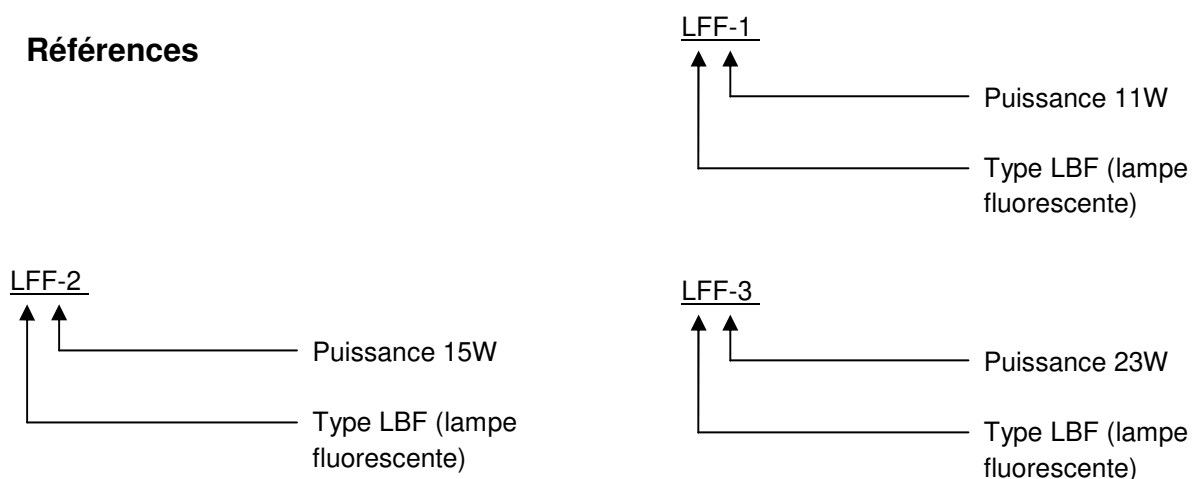 Références
LFF-1
Puissance 11W
Type LBF (lampe
fluorescente)
LFF-2
Puissance 15W
Type LBF (lampe
fluorescente)
LFF-3
Puissance 23W
Type LBF (lampe
fluorescente)